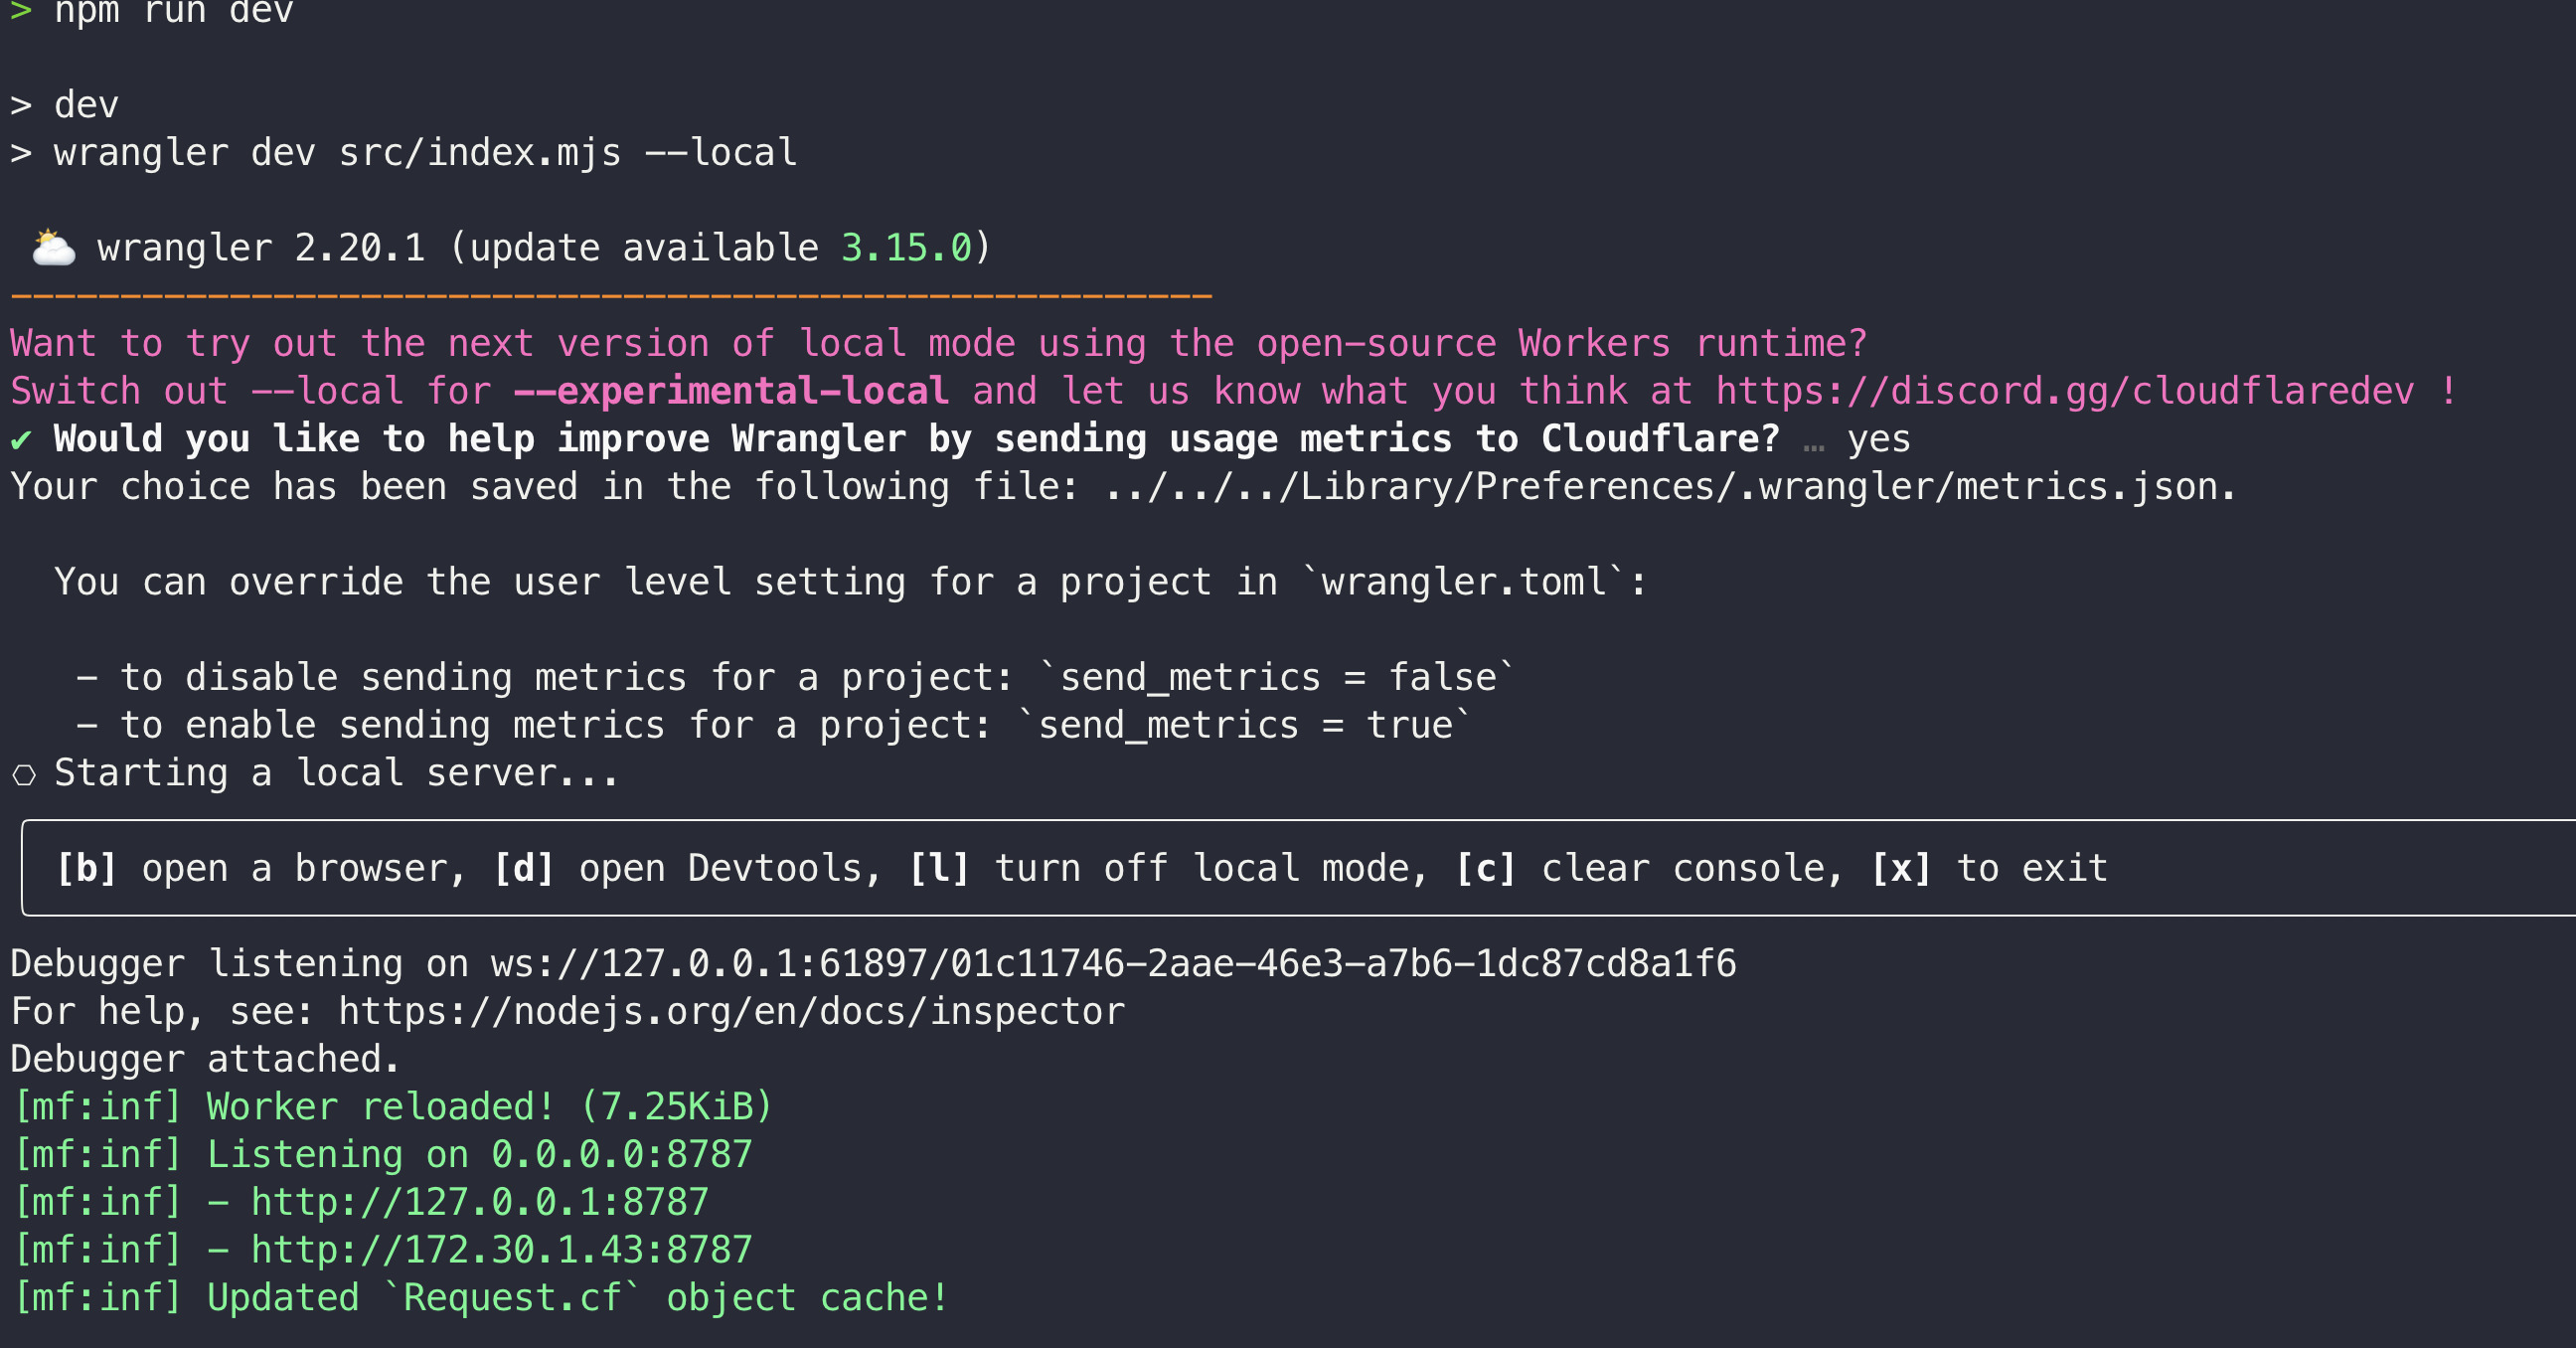 > npm run dev
> dev
> wrangler dev src/index.mjs --local
⛅️ wrangler 2.20.1 (update available 3.15.0)
-------------------------------------------------------
Want to try out the next version of local mode using the open-source Workers runtime?
Switch out --local for --experimental-local and let us know what you think at https://discord.gg/cloudflaredev !
✔ Would you like to help improve Wrangler by sending usage metrics to Cloudflare? … yes
Your choice has been saved in the following file: ../../../Library/Preferences/.wrangler/metrics.json.
You can override the user level setting for a project in `wrangler.toml`:
- to disable sending metrics for a project: `send_metrics = false`
- to enable sending metrics for a project: `send_metrics = true`
⎔ Starting a local server...
[b] open a browser, [d] open Devtools, [l] turn off local mode, [c] clear console, [x] to exit
Debugger listening on ws://127.0.0.1:61897/01c11746-2aae-46e3-a7b6-1dc87cd8a1f6
For help, see: https://nodejs.org/en/docs/inspector
Debugger attached.
[mf:inf] Worker reloaded! (7.25KiB)
[mf:inf] Listening on 0.0.0.0:8787
[mf:inf] - http://127.0.0.1:8787
[mf:inf] - http://172.30.1.43:8787
[mf:inf] Updated `Request.cf` object cache!